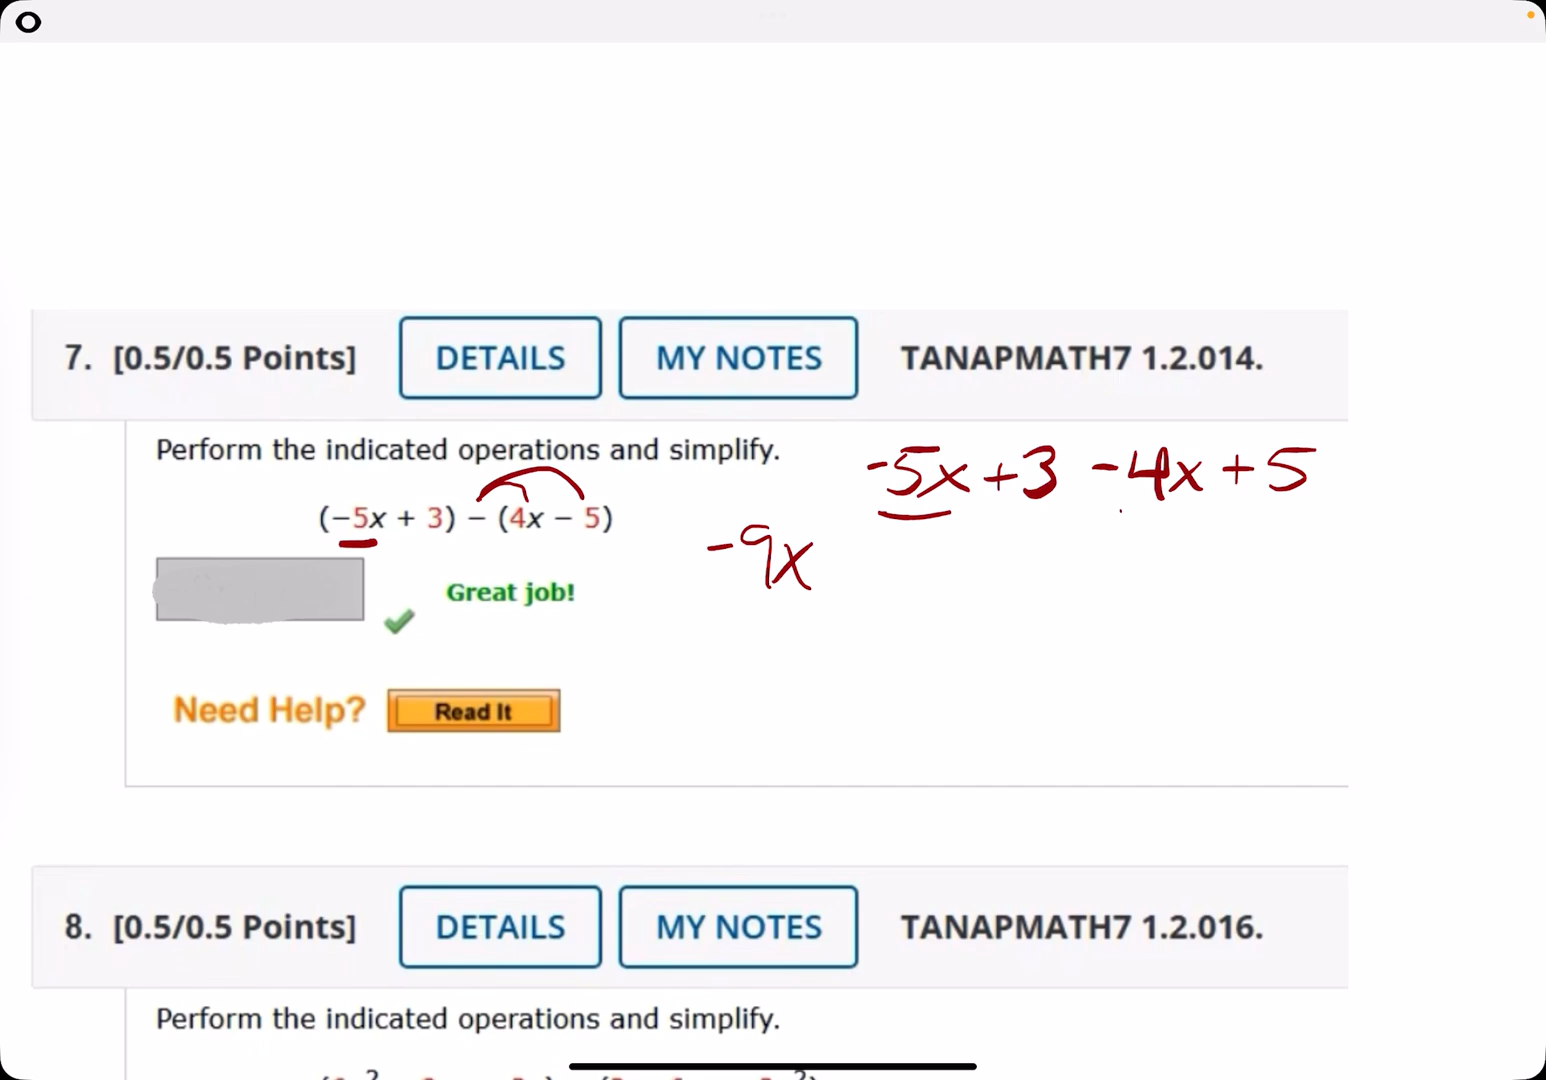 7. [0.5/0.5 Points] DETAILS MY NOTES TANAPMATH7 1.2.014.
Perform the indicated operations and simplify.
-5x+3 -4x+5
(−5x + 3) − (4x − 5)
-9x
Great job!
Need Help? Read It
8. [0.5/0.5 Points] DETAILS MY NOTES TANAPMATH7 1.2.016.
Perform the indicated operations and simplify.